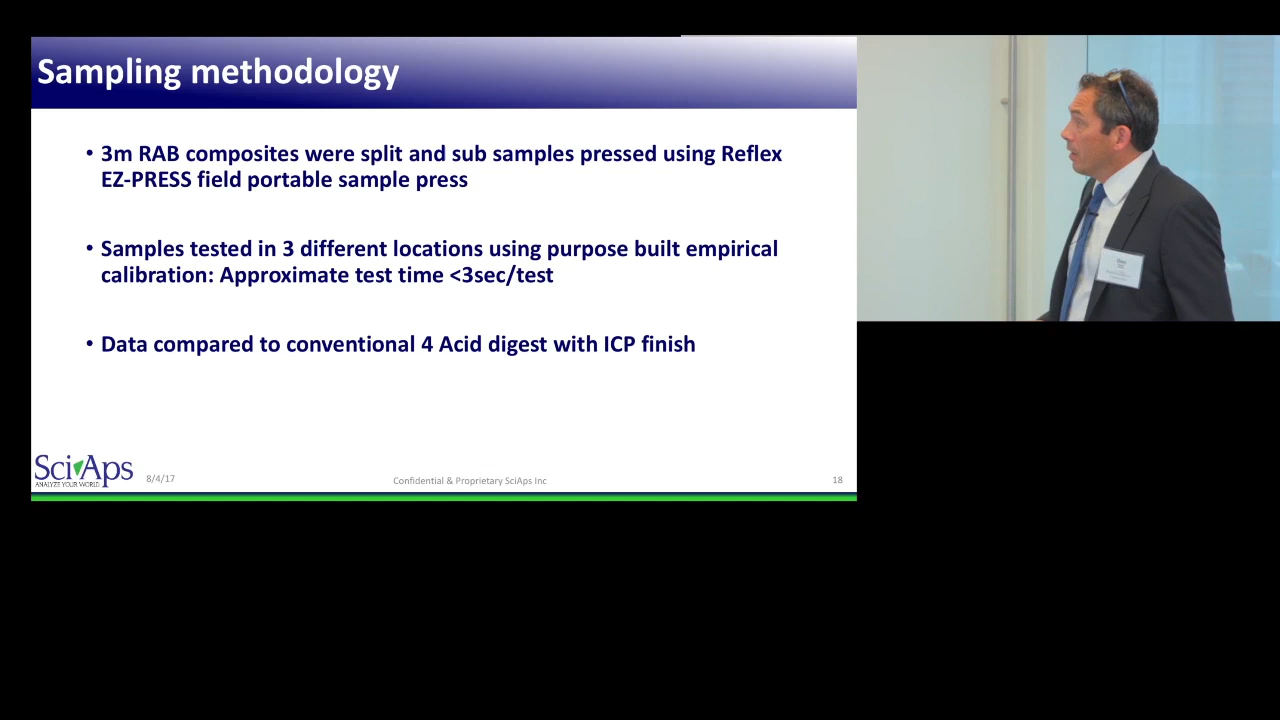 Sampling methodology
• 3m RAB composites were split and sub samples pressed using Reflex
EZ-PRESS field portable sample press
• Samples tested in 3 different locations using purpose built empirical
calibration: Approximate test time <3sec/test
• Data compared to conventional 4 Acid digest with ICP finish
SciAps
ANALYZE YOUR WORLD
8/4/17
Confidential & Proprietary SciAps Inc
18